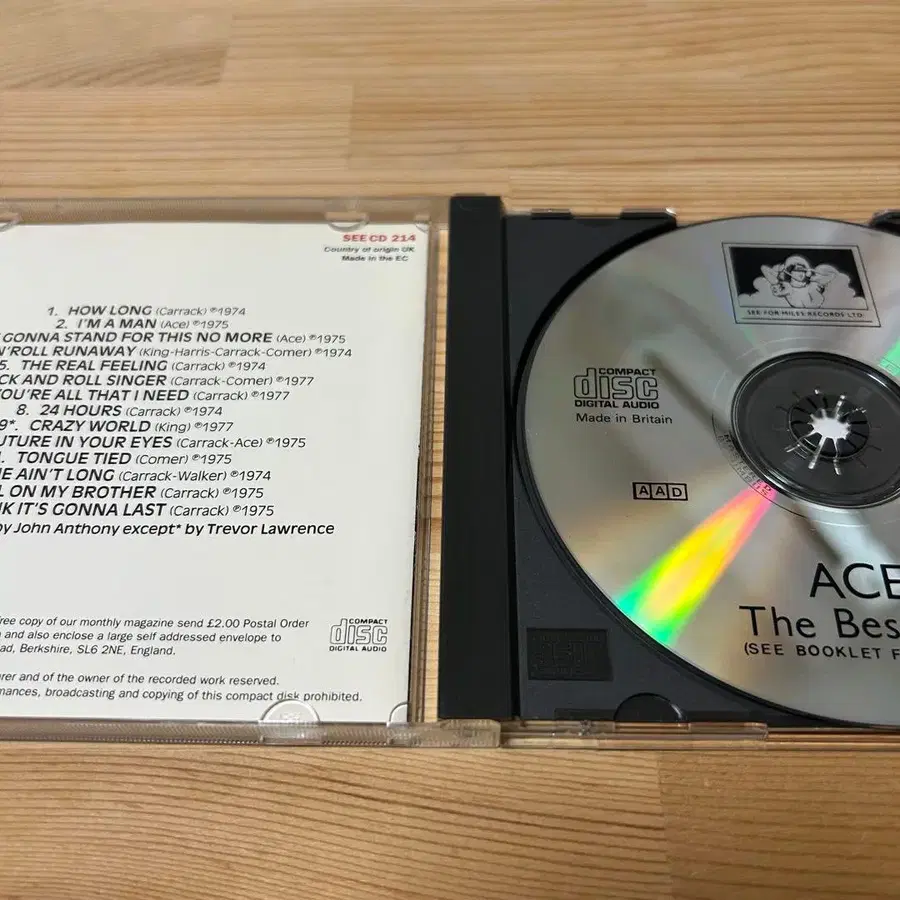 SEE CD 214
Country of origin UK
Made in the EC
1. HOW LONG (Carrack) ℗1974
2. I'M A MAN (Ace) ℗1975
GONNA STAND FOR THIS NO MORE (Ace) ℗1975
N'ROLL RUNAWAY (King-Harris-Carrack-Comer) ℗1974
5. THE REAL FEELING (Carrack) ℗1974
CK AND ROLL SINGER (Carrack-Comer) ℗1977
YOU'RE ALL THAT I NEED (Carrack) ℗1977
8. 24 HOURS (Carrack) ℗1974
9*. CRAZY WORLD (King) ℗1977
UTURE IN YOUR EYES (Carrack-Ace) ℗1975
. TONGUE TIED (Comer) ℗1975
E AIN'T LONG (Carrack-Walker) ℗1974
L ON MY BROTHER (Carrack) ℗1975
NK IT'S GONNA LAST (Carrack) ℗1975
by John Anthony except* by Trevor Lawrence
free copy of our monthly magazine send £2.00 Postal Order
and also enclose a large self addressed envelope to
ad, Berkshire, SL6 2NE, England.
COMPACT
disc
DIGITAL AUDIO
rer and of the owner of the recorded work reserved.
mances, broadcasting and copying of this compact disk prohibited.
SEE FOR MILES RECORDS LTD.
COMPACT
disc
DIGITAL AUDIO
Made in Britain
AAD
ACE
The Bes
(SEE BOOKLET F